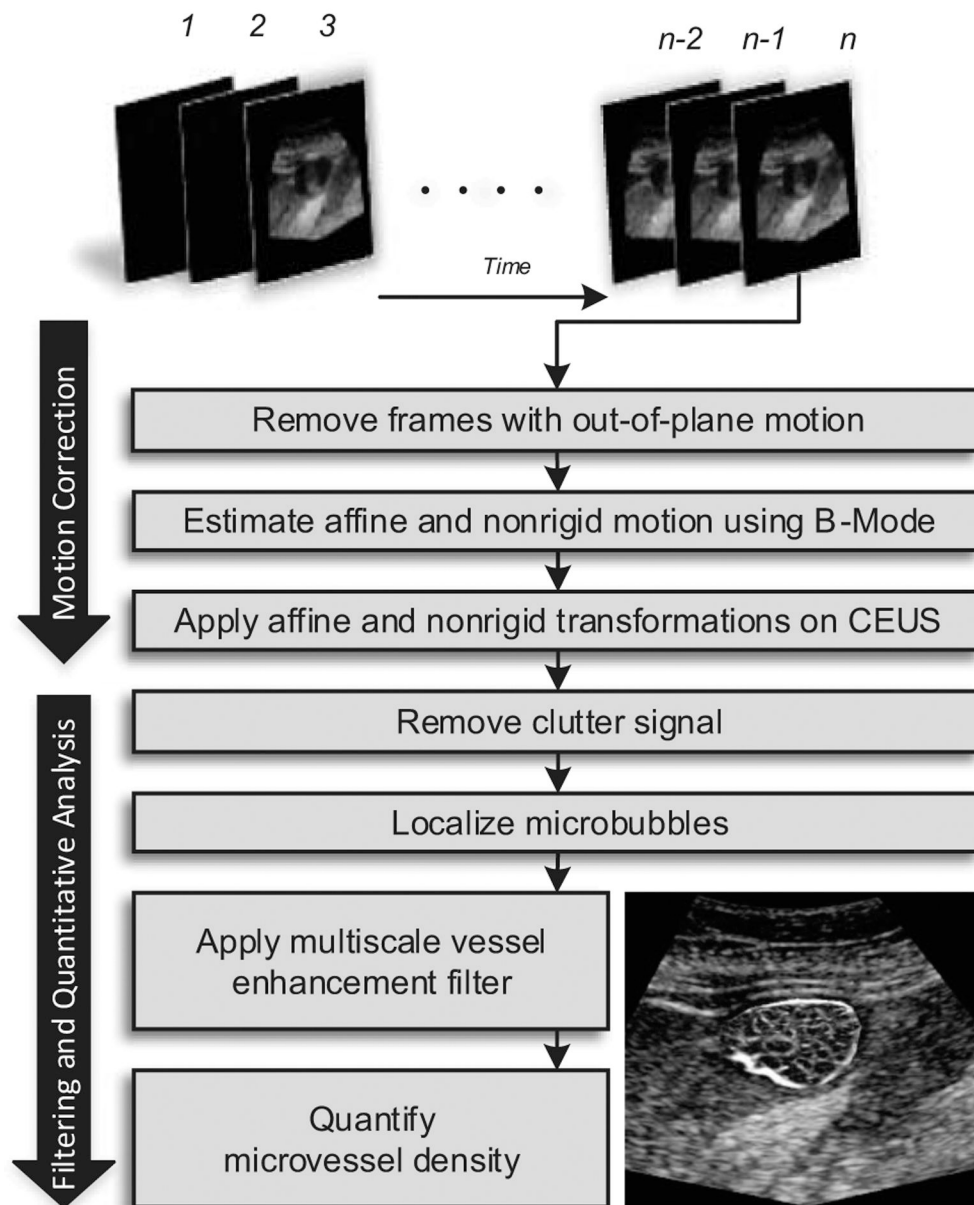 1 2 3 n-2 n-1 n
. . . .
Time
Motion Correction
Remove frames with out-of-plane motion
Estimate affine and nonrigid motion using B-Mode
Apply affine and nonrigid transformations on CEUS
Filtering and Quantitative Analysis
Remove clutter signal
Localize microbubbles
Apply multiscale vessel
enhancement filter
Quantify
microvessel density